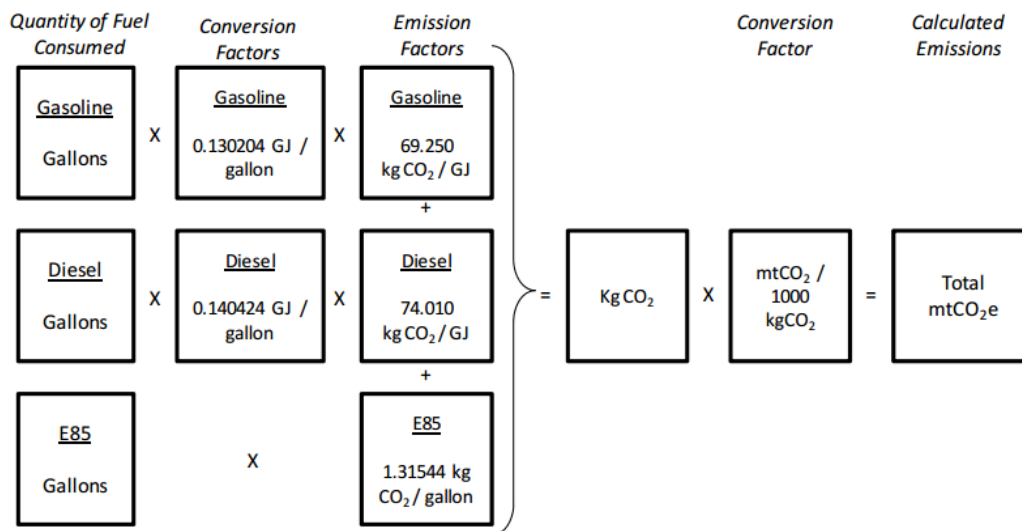 Quantity of Fuel
Consumed
Conversion
Factors
Emission
Factors
Conversion
Factor
Calculated
Emissions
Gasoline
Gallons
X
Gasoline
0.130204 GJ /
gallon
X
Gasoline
69.250
kg CO₂ / GJ
+
Diesel
Gallons
X
Diesel
0.140424 GJ /
gallon
X
Diesel
74.010
kg CO₂ / GJ
=
Kg CO₂
X
mtCO₂ /
1000
kgCO₂
=
Total
mtCO₂e
+
E85
Gallons
X
E85
1.31544 kg
CO₂ / gallon